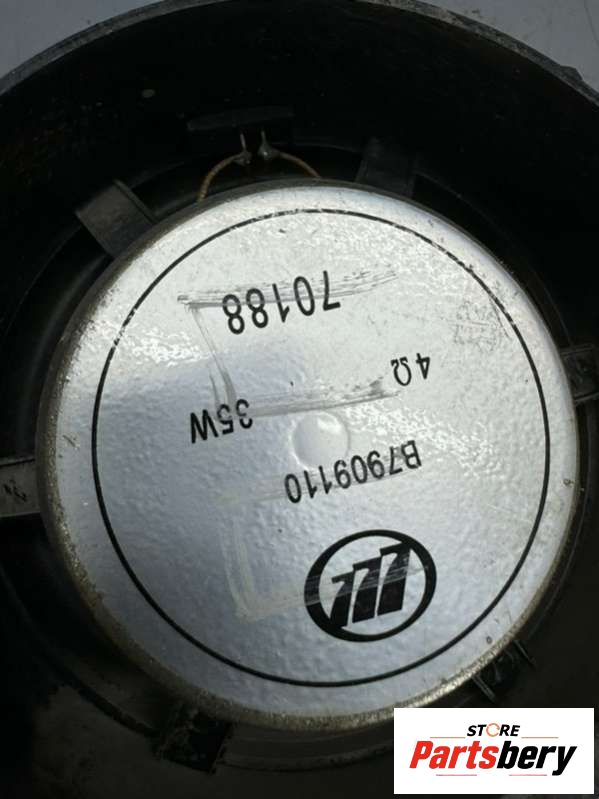 B7909110
4Ω 35W
70188
STORE
Partsbery